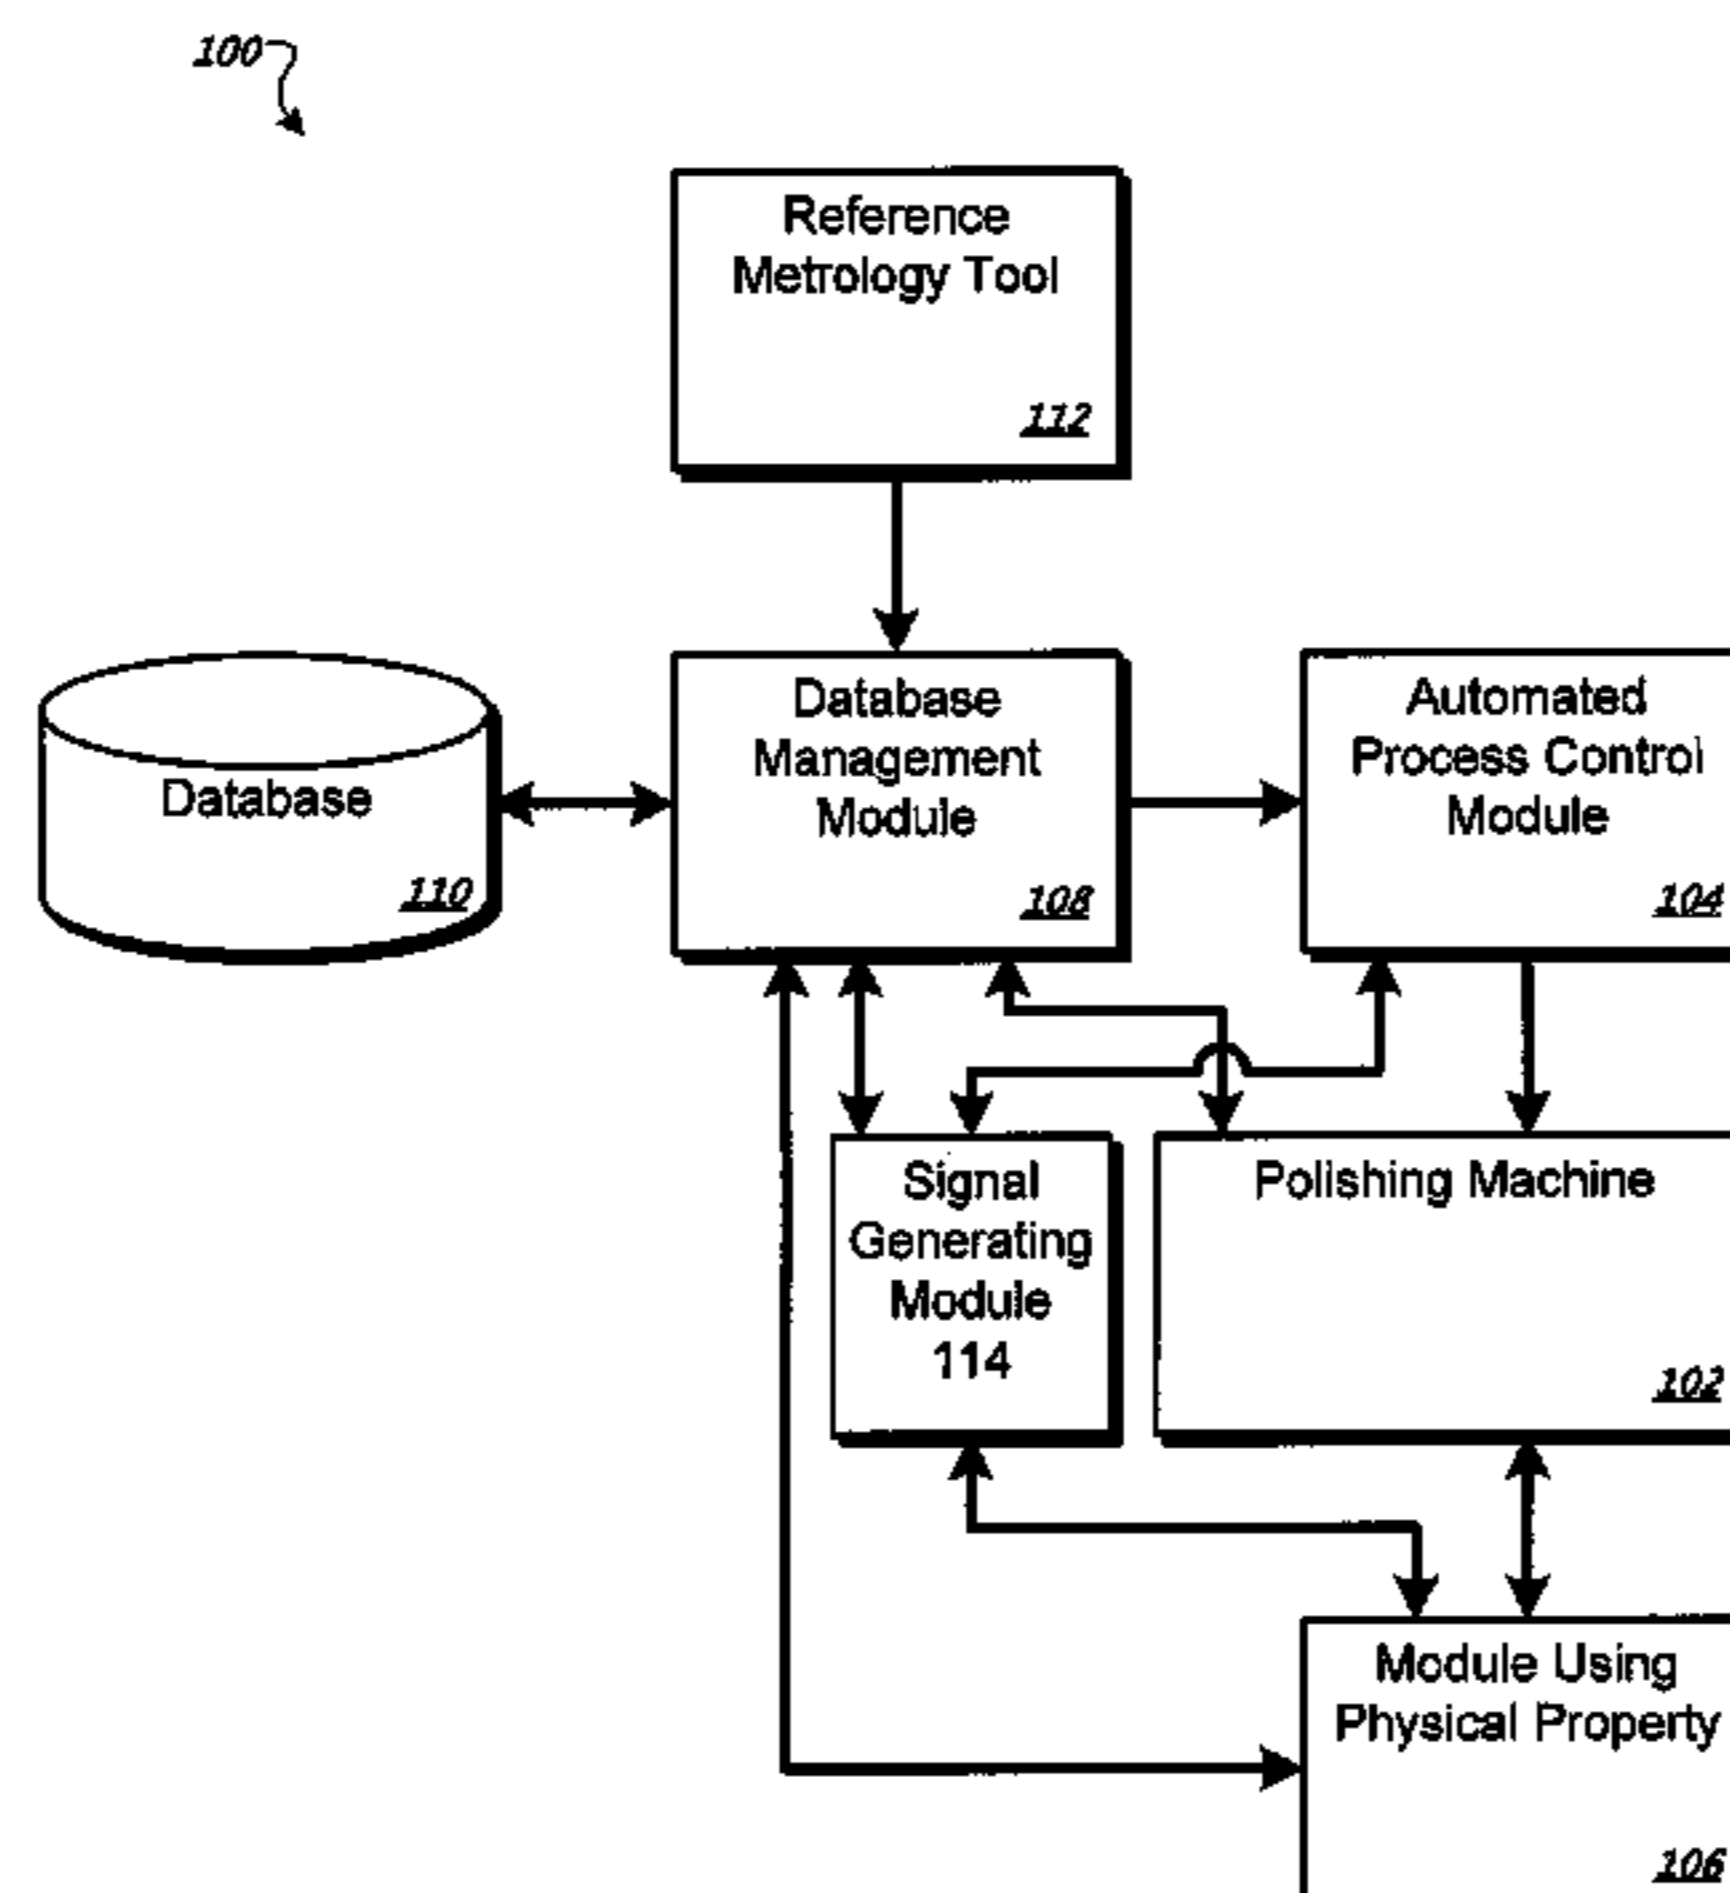 100
Reference
Metrology Tool
112
Database
110
Database
Management
Module
108
Automated
Process Control
Module
104
Signal
Generating
Module
114
Polishing Machine
102
Module Using
Physical Property
106